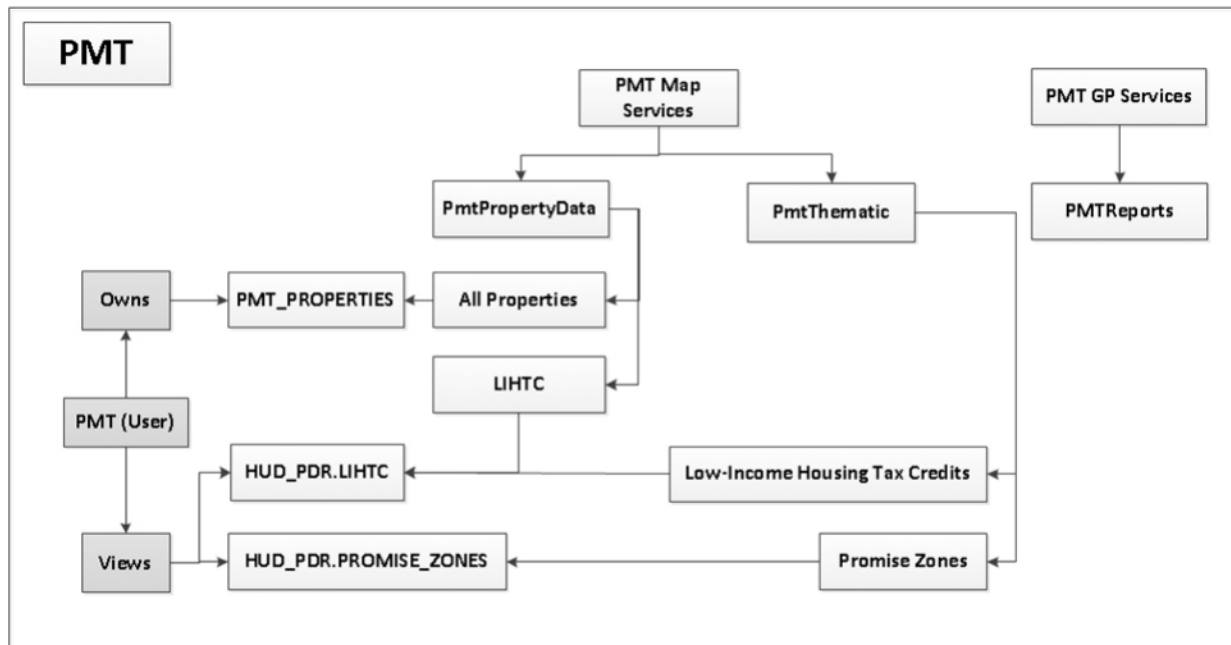 PMT
PMT Map
Services
PMT GP Services
PmtPropertyData
PmtThematic
PMTReports
Owns
PMT_PROPERTIES
All Properties
LIHTC
PMT (User)
HUD_PDR.LIHTC
Low-Income Housing Tax Credits
Views
HUD_PDR.PROMISE_ZONES
Promise Zones